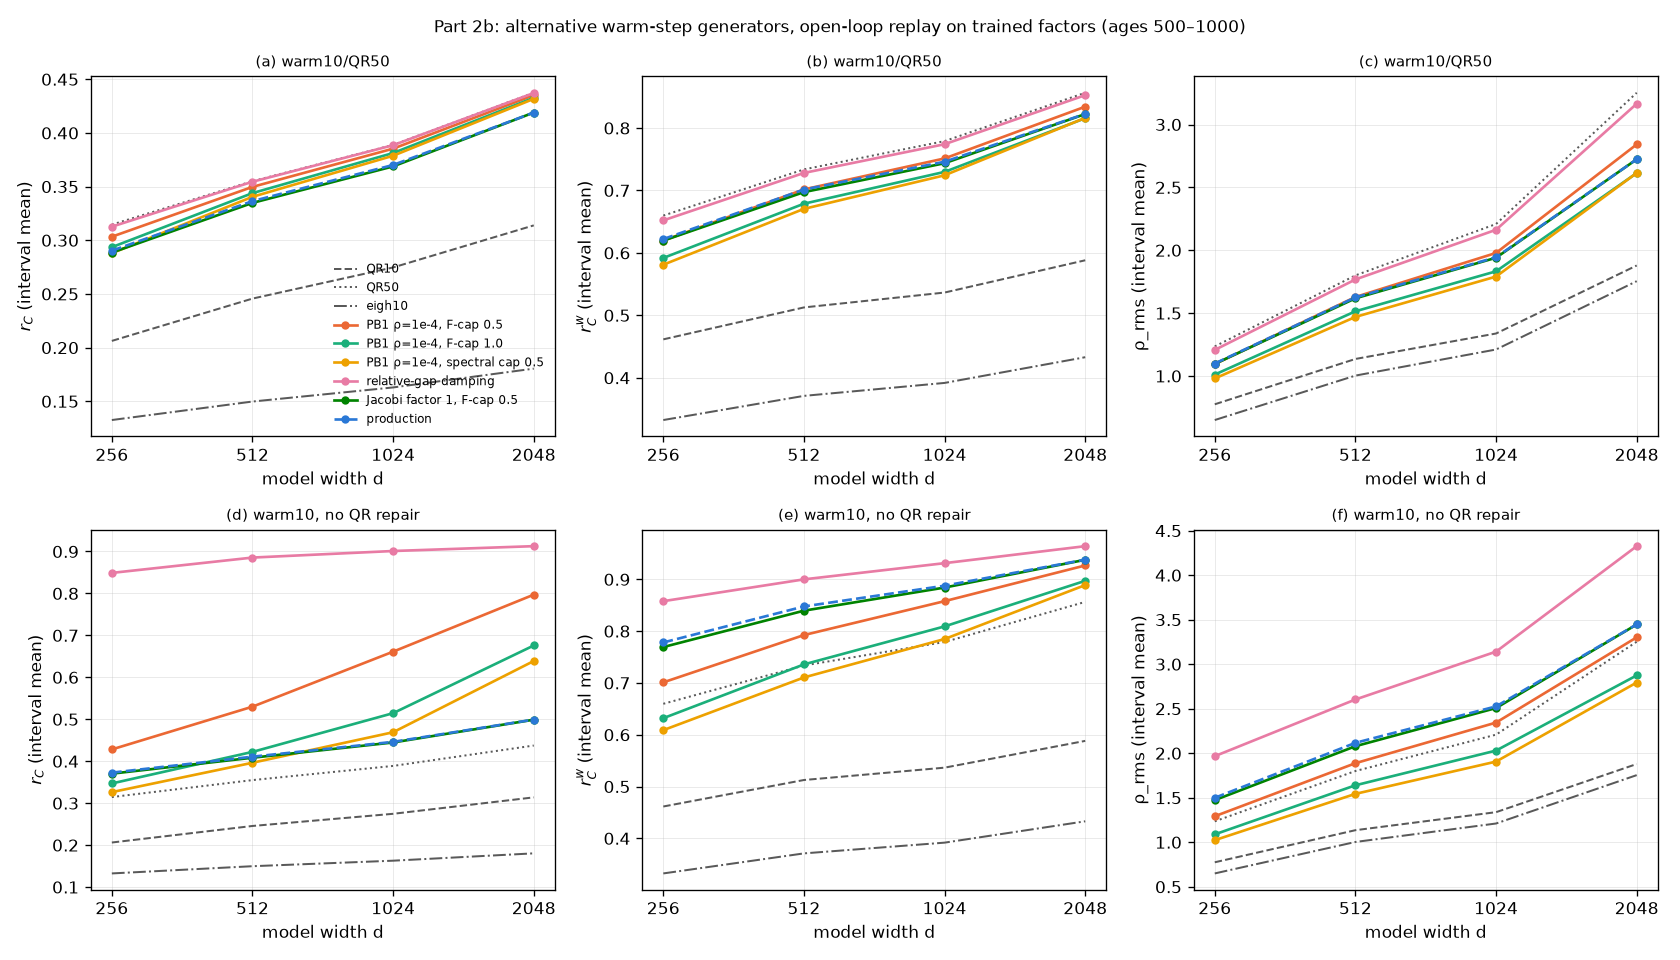 Part 2b: alternative warm-step generators, open-loop replay on trained factors (ages 500–1000)
(a) warm10/QR50
r_C (interval mean)
0.45
0.40
0.35
0.30
0.25
0.20
0.15
QR10
QR50
eigh10
PB1 ρ=1e-4, F-cap 0.5
PB1 ρ=1e-4, F-cap 1.0
PB1 ρ=1e-4, spectral cap 0.5
relative-gap damping
Jacobi factor 1, F-cap 0.5
production
256 512 1024 2048
model width d
(b) warm10/QR50
r_C^w (interval mean)
0.8
0.7
0.6
0.5
0.4
256 512 1024 2048
model width d
(c) warm10/QR50
ρ_rms (interval mean)
3.0
2.5
2.0
1.5
1.0
256 512 1024 2048
model width d
(d) warm10, no QR repair
r_C (interval mean)
0.9
0.8
0.7
0.6
0.5
0.4
0.3
0.2
0.1
256 512 1024 2048
model width d
(e) warm10, no QR repair
r_C^w (interval mean)
0.9
0.8
0.7
0.6
0.5
0.4
256 512 1024 2048
model width d
(f) warm10, no QR repair
ρ_rms (interval mean)
4.5
4.0
3.5
3.0
2.5
2.0
1.5
1.0
0.5
256 512 1024 2048
model width d